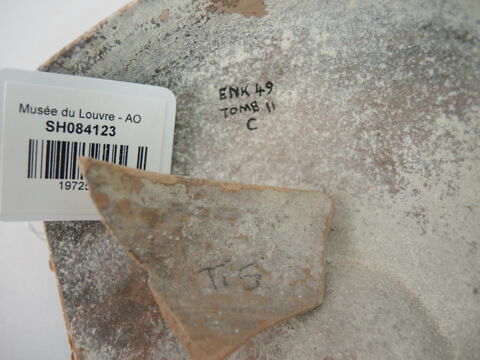 Musée du Louvre - AO
SH084123
ENK 49
TOMB 11
C